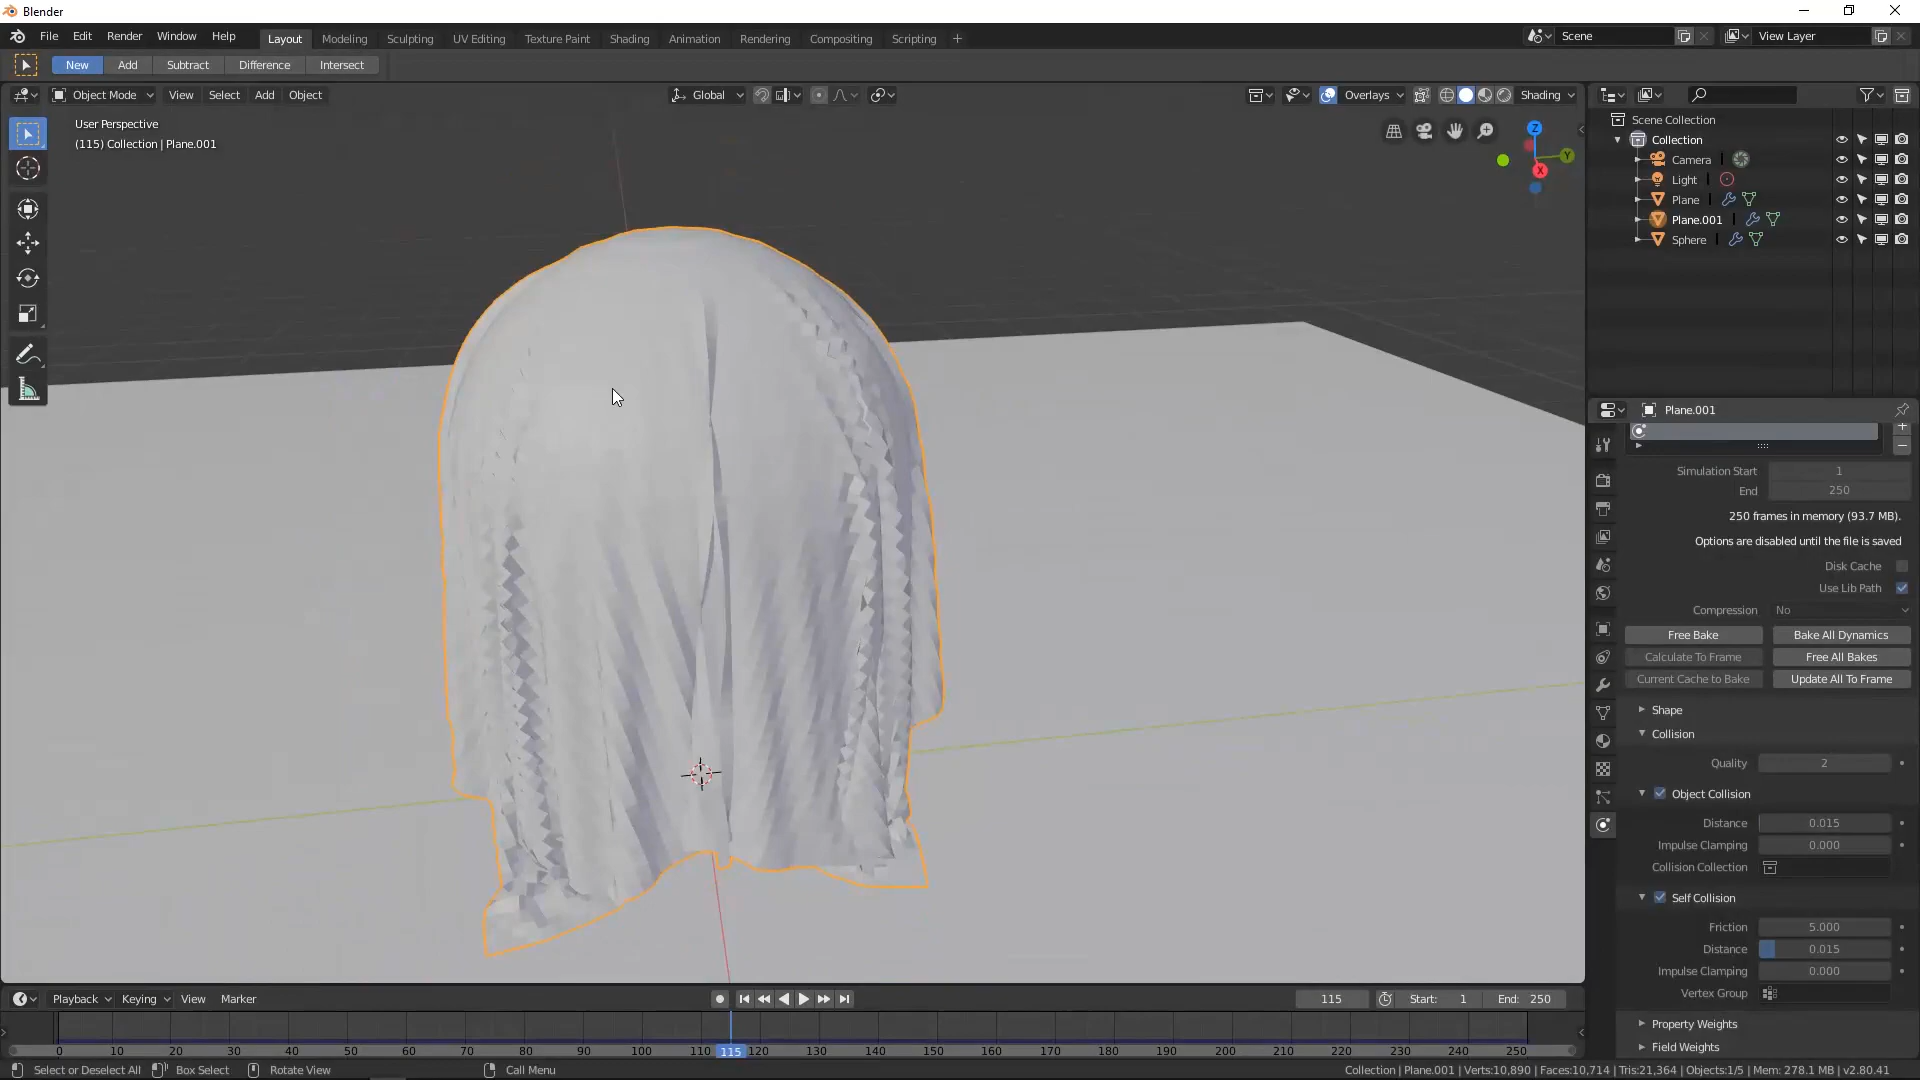 Blender
File Edit Render Window Help
Layout Modeling Sculpting UV Editing Texture Paint Shading Animation Rendering Compositing Scripting +
Scene
View Layer
New Add Subtract Difference Intersect
Object Mode View Select Add Object
Global
Overlays
Shading
User Perspective
(115) Collection | Plane.001
Z
Y
X
Scene Collection
Collection
Camera
Light
Plane
Plane.001
Sphere
Plane.001
Simulation Start 1
End 250
250 frames in memory (93.7 MB).
Options are disabled until the file is saved
Disk Cache
Use Lib Path
Compression No
Free Bake Bake All Dynamics
Calculate To Frame Free All Bakes
Current Cache to Bake Update All To Frame
Shape
Collision
Quality 2
Object Collision
Distance 0.015
Impulse Clamping 0.000
Collision Collection
Self Collision
Friction 5.000
Distance 0.015
Impulse Clamping 0.000
Vertex Group
Property Weights
Field Weights
Playback Keying View Marker
115
Start: 1 End: 250
0 10 20 30 40 50 60 70 80 90 100 110 115 120 130 140 150 160 170 180 190 200 210 220 230 240 250
Select or Deselect All Box Select Rotate View Call Menu
Collection | Plane.001 | Verts:10,890 | Faces:10,714 | Tris:21,364 | Objects:1/5 | Mem: 278.1 MB | v2.80.41